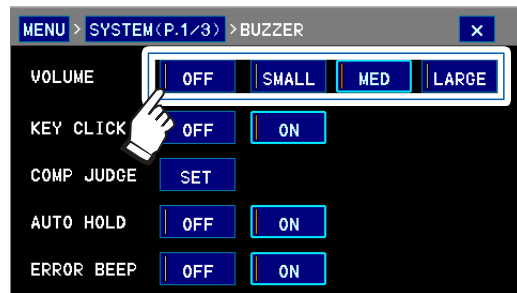 MENU > SYSTEM(P.1/3) >BUZZER x
VOLUME OFF SMALL MED LARGE
KEY CLICK OFF ON
COMP JUDGE SET
AUTO HOLD OFF ON
ERROR BEEP OFF ON